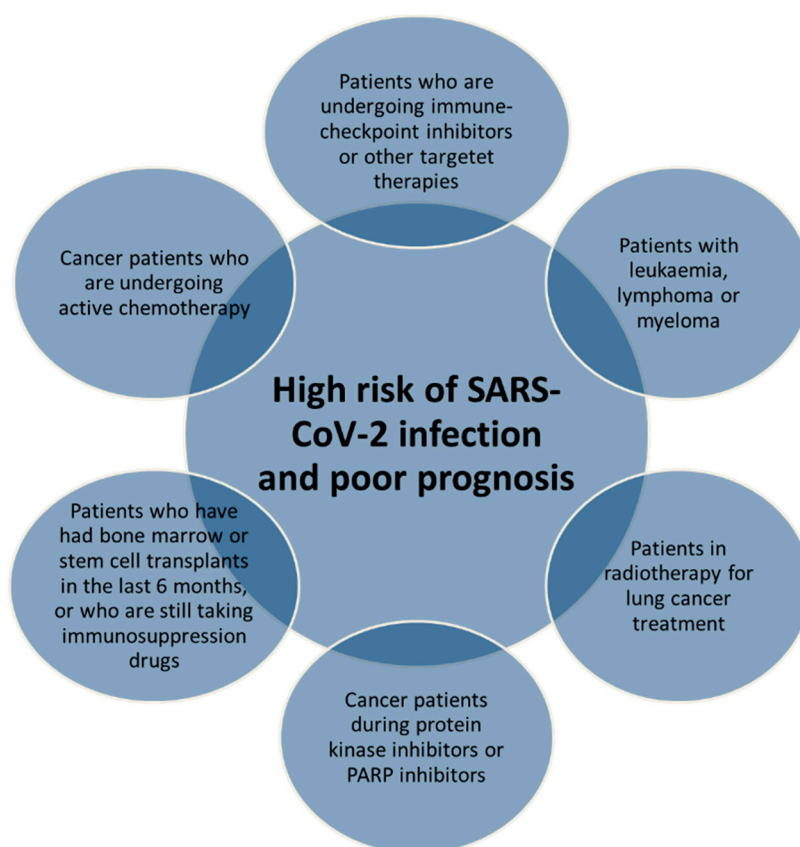 Patients who are
undergoing immune-
checkpoint inhibitors
or other targetet
therapies
Patients with
leukaemia,
lymphoma or
myeloma
Patients in
radiotherapy for
lung cancer
treatment
Cancer patients
during protein
kinase inhibitors or
PARP inhibitors
Patients who have
had bone marrow or
stem cell transplants
in the last 6 months,
or who are still taking
immunosuppression
drugs
Cancer patients who
are undergoing
active chemotherapy
High risk of SARS-
CoV-2 infection
and poor prognosis